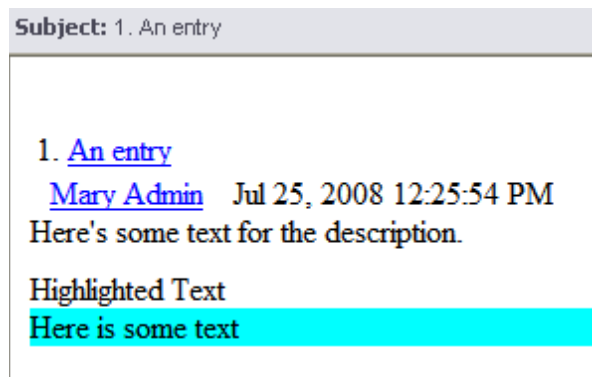 Subject: 1. An entry
1. An entry
Mary Admin Jul 25, 2008 12:25:54 PM
Here's some text for the description.
Highlighted Text
Here is some text